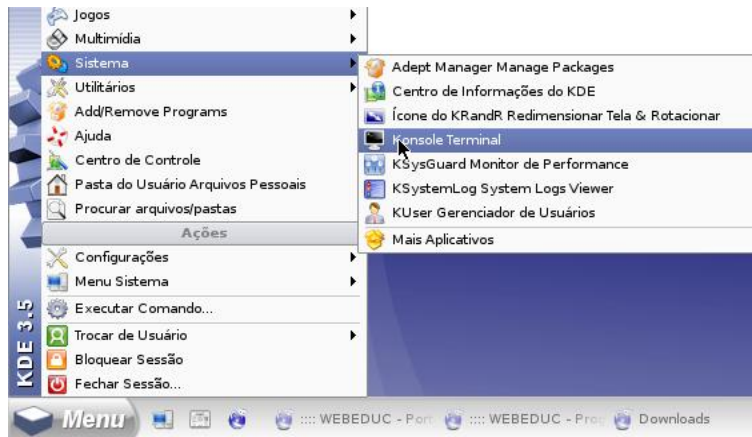 Jogos
Multimídia
Sistema
Utilitários
Add/Remove Programs
Ajuda
Centro de Controle
Pasta do Usuário Arquivos Pessoais
Procurar arquivos/pastas
Ações
Configurações
Menu Sistema
Executar Comando...
Trocar de Usuário
Bloquear Sessão
Fechar Sessão...
KDE 3.5
Adept Manager Manage Packages
Centro de Informações do KDE
Ícone do KRandR Redimensionar Tela & Rotacionar
Konsole Terminal
KSysGuard Monitor de Performance
KSystemLog System Logs Viewer
KUser Gerenciador de Usuários
Mais Aplicativos
Menu
:::: WEBEDUC - Port
:::: WEBEDUC - Prog
Downloads